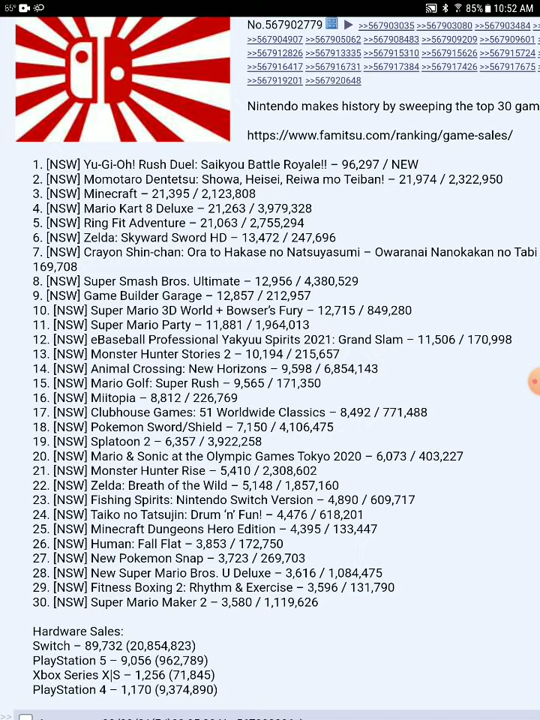 85°
85% 10:52 AM
No.567902779 ▶ >>567903035 >>567903080 >>567903484
>>567904907 >>567905062 >>567908483 >>567909209 >>567909601
>>567912826 >>567913335 >>567915310 >>567915626 >>567915724
>>567916417 >>567916731 >>567917384 >>567917426 >>567917675
>>567919201 >>567920648
Nintendo makes history by sweeping the top 30 gam
https://www.famitsu.com/ranking/game-sales/
1. [NSW] Yu-Gi-Oh! Rush Duel: Saikyou Battle Royale!! – 96,297 / NEW
2. [NSW] Momotaro Dentetsu: Showa, Heisei, Reiwa mo Teiban! – 21,974 / 2,322,950
3. [NSW] Minecraft – 21,395 / 2,123,808
4. [NSW] Mario Kart 8 Deluxe – 21,263 / 3,979,328
5. [NSW] Ring Fit Adventure – 21,063 / 2,755,294
6. [NSW] Zelda: Skyward Sword HD – 13,472 / 247,696
7. [NSW] Crayon Shin-chan: Ora to Hakase no Natsuyasumi – Owaranai Nanokakan no Tabi
169,708
8. [NSW] Super Smash Bros. Ultimate – 12,956 / 4,380,529
9. [NSW] Game Builder Garage – 12,857 / 212,957
10. [NSW] Super Mario 3D World + Bowser's Fury – 12,715 / 849,280
11. [NSW] Super Mario Party – 11,881 / 1,964,013
12. [NSW] eBaseball Professional Yakyuu Spirits 2021: Grand Slam – 11,506 / 170,998
13. [NSW] Monster Hunter Stories 2 – 10,194 / 215,657
14. [NSW] Animal Crossing: New Horizons – 9,598 / 6,854,143
15. [NSW] Mario Golf: Super Rush – 9,565 / 171,350
16. [NSW] Miitopia – 8,812 / 226,769
17. [NSW] Clubhouse Games: 51 Worldwide Classics – 8,492 / 771,488
18. [NSW] Pokemon Sword/Shield – 7,150 / 4,106,475
19. [NSW] Splatoon 2 – 6,357 / 3,922,258
20. [NSW] Mario & Sonic at the Olympic Games Tokyo 2020 – 6,073 / 403,227
21. [NSW] Monster Hunter Rise – 5,410 / 2,308,602
22. [NSW] Zelda: Breath of the Wild – 5,148 / 1,857,160
23. [NSW] Fishing Spirits: Nintendo Switch Version – 4,890 / 609,717
24. [NSW] Taiko no Tatsujin: Drum 'n' Fun! – 4,476 / 618,201
25. [NSW] Minecraft Dungeons Hero Edition – 4,395 / 133,447
26. [NSW] Human: Fall Flat – 3,853 / 172,750
27. [NSW] New Pokemon Snap – 3,723 / 269,703
28. [NSW] New Super Mario Bros. U Deluxe – 3,616 / 1,084,475
29. [NSW] Fitness Boxing 2: Rhythm & Exercise – 3,596 / 131,790
30. [NSW] Super Mario Maker 2 – 3,580 / 1,119,626
Hardware Sales:
Switch – 89,732 (20,854,823)
PlayStation 5 – 9,056 (962,789)
Xbox Series X|S – 1,256 (71,845)
PlayStation 4 – 1,170 (9,374,890)
>>